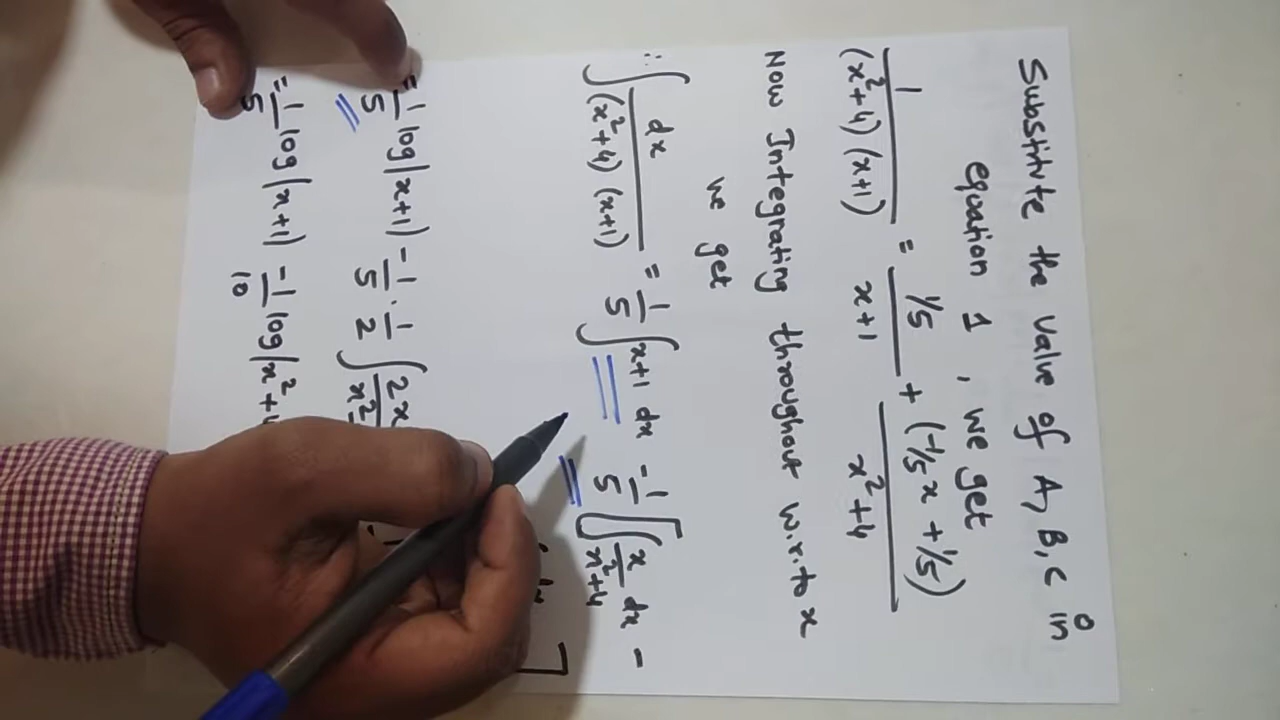 Substitute the value of A, B, C in
equation 1, we get
1/((x²+4)(x+1)) = (1/5)/(x+1) + (-1/5 x + 1/5)/(x²+4)
Now Integrating throughout w.r.to x
we get
∴ ∫ dx/((x²+4)(x+1)) = 1/5 ∫ x+1 dx - 1/5 [∫ x/(x²+4) dx -
= 1/5 log|x+1| - 1/5 · 1/2 ∫ 2x/x²
= 1/5 log|x+1| - 1/10 log|x²+4